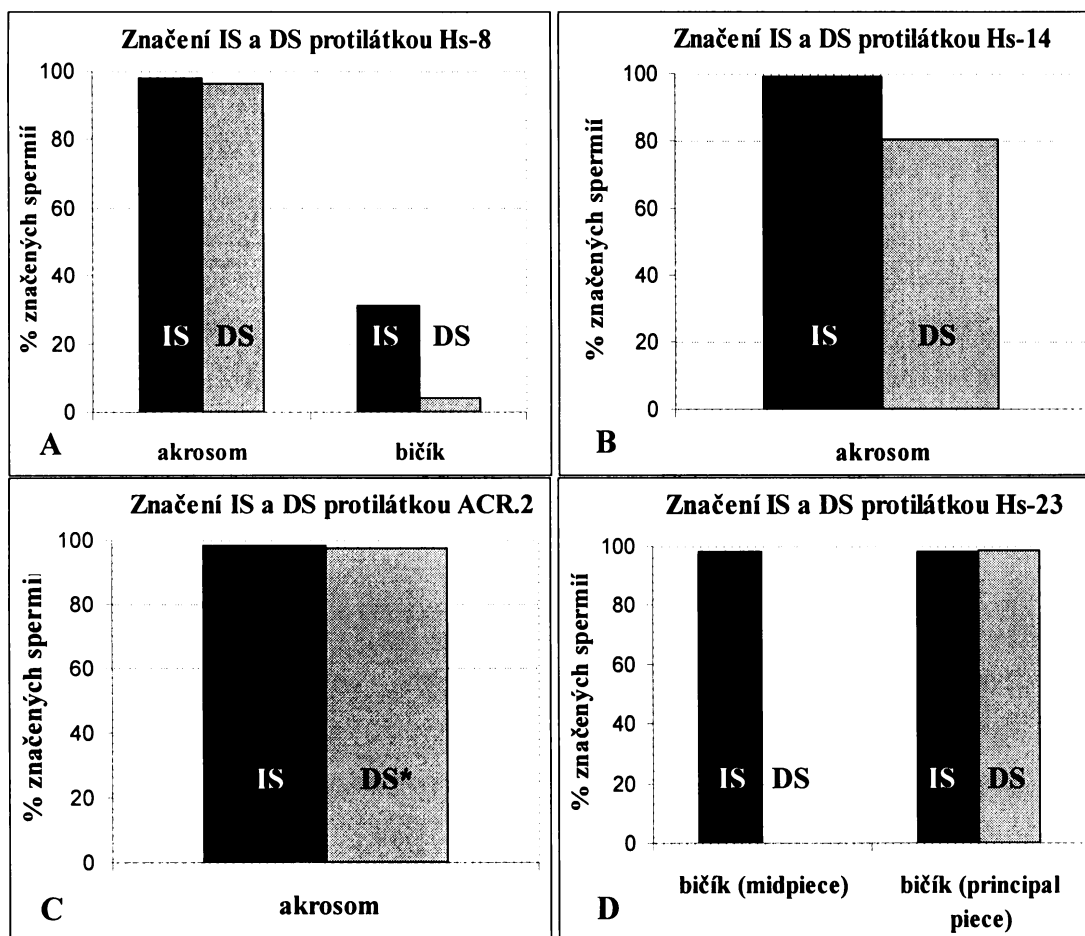 Značení IS a DS protilátkou Hs-8
% značených spermií
100
80
60
40
20
0
IS
DS
IS
DS
akrosom
bičík
A
Značení IS a DS protilátkou Hs-14
% značených spermií
100
80
60
40
20
0
IS
DS
akrosom
B
Značení IS a DS protilátkou ACR.2
% značených spermi
100
80
60
40
20
0
IS
DS*
akrosom
C
Značení IS a DS protilátkou Hs-23
% značených spermií
100
80
60
40
20
0
IS
DS
IS
DS
bičík (midpiece)
bičík (principal
piece)
D